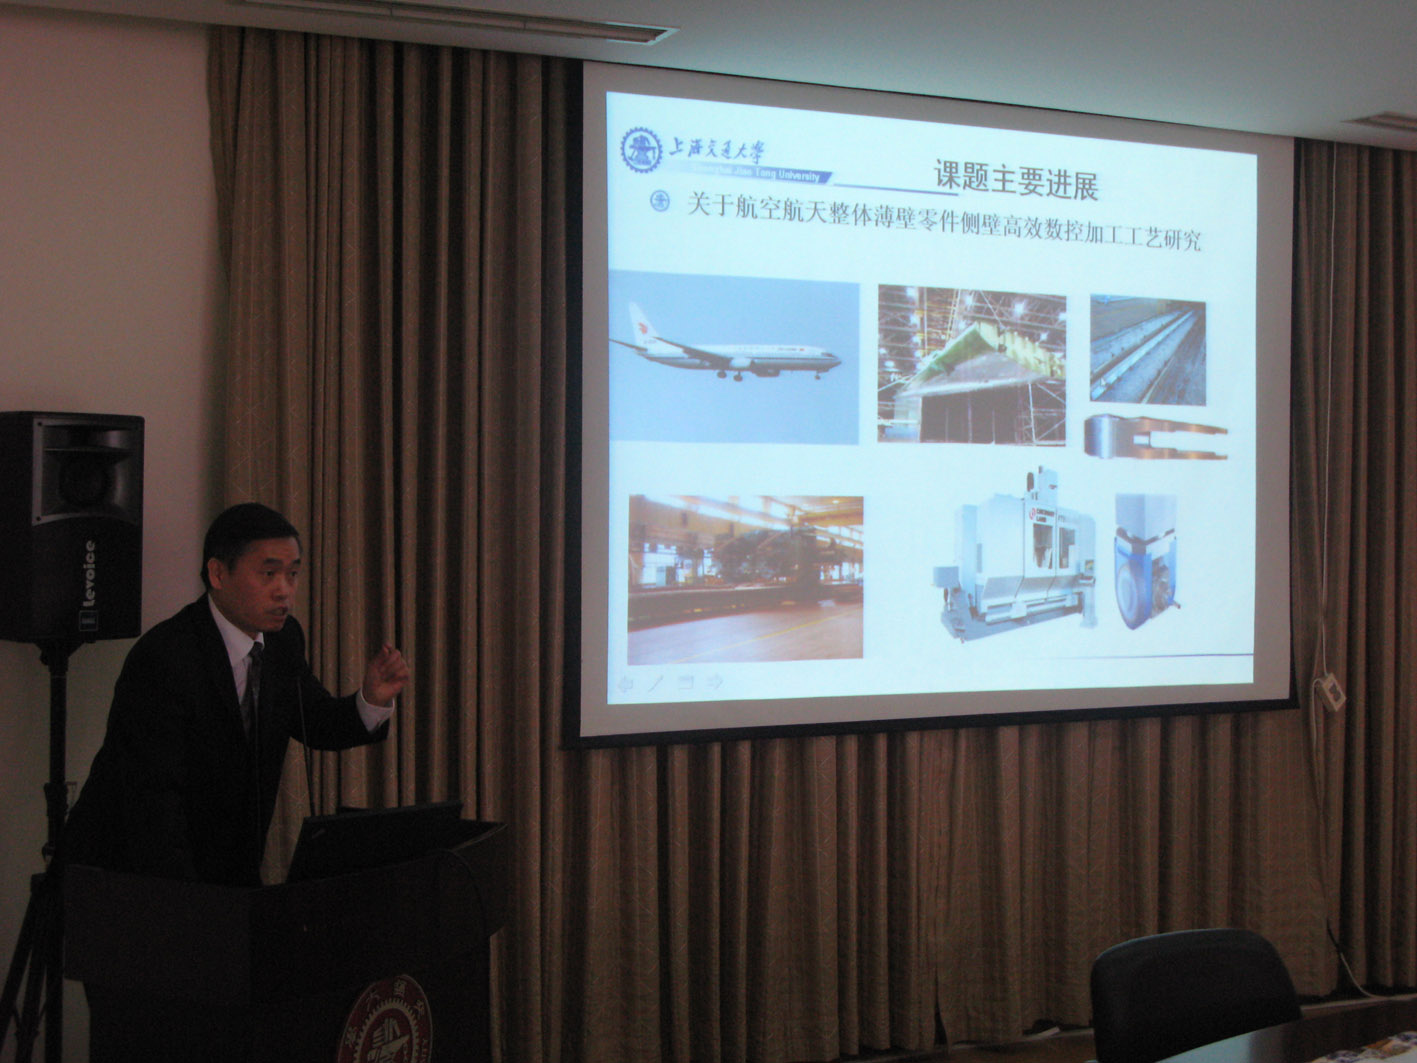 上海交通大学
Shanghai Jiao Tong University
课题主要进展
关于航空航天整体薄壁零件侧壁高效数控加工工艺研究
Levoice